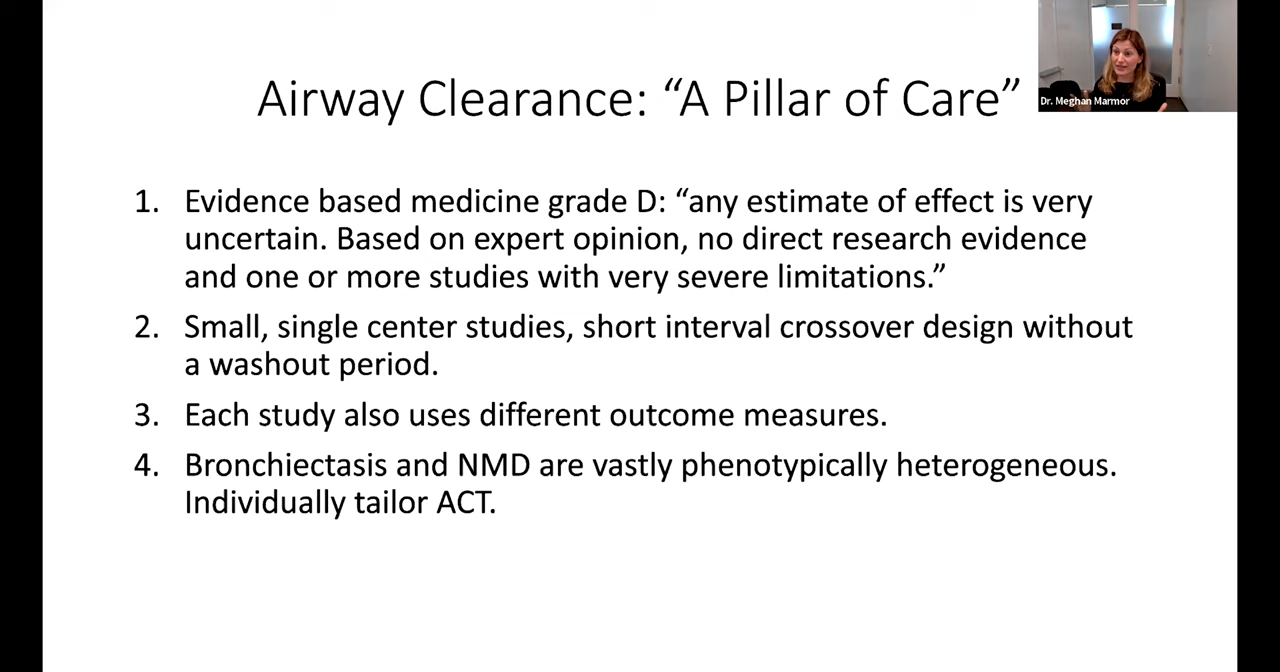 Airway Clearance: “A Pillar of Care”
Dr. Meghan Marmor
1. Evidence based medicine grade D: “any estimate of effect is very
uncertain. Based on expert opinion, no direct research evidence
and one or more studies with very severe limitations.”
2. Small, single center studies, short interval crossover design without
a washout period.
3. Each study also uses different outcome measures.
4. Bronchiectasis and NMD are vastly phenotypically heterogeneous.
Individually tailor ACT.